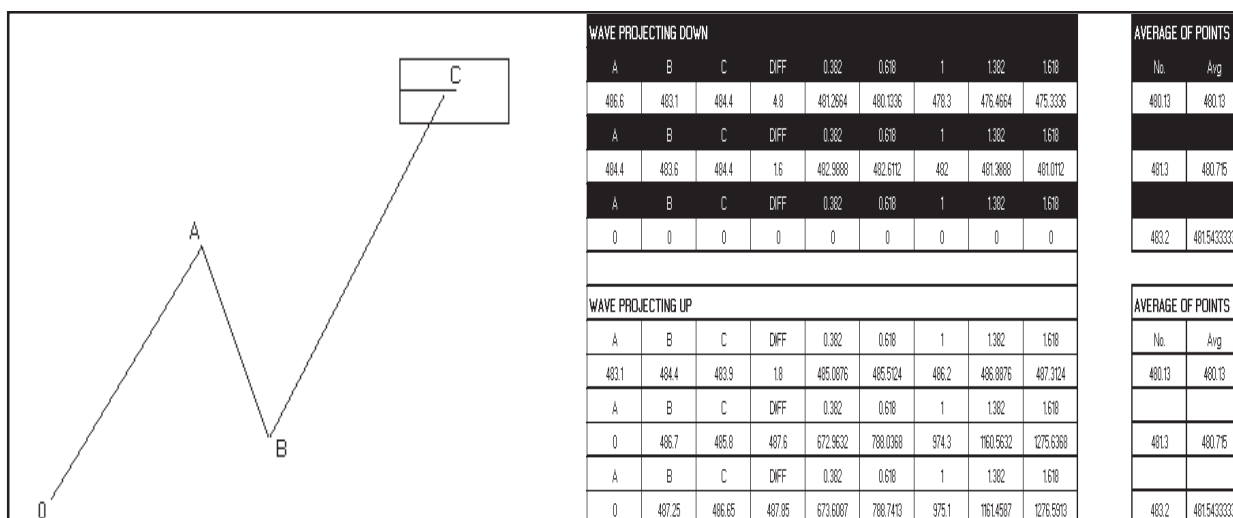 C
A
B
0
WAVE PROJECTING DOWN
A B C DIFF 0.382 0.618 1 1.382 1.618
486.6 483.1 484.4 4.8 481.2664 480.1336 478.3 476.4664 475.3336
A B C DIFF 0.382 0.618 1 1.382 1.618
484.4 483.6 484.4 1.6 482.9888 482.6112 482 481.3888 481.0112
A B C DIFF 0.382 0.618 1 1.382 1.618
0 0 0 0 0 0 0 0 0
WAVE PROJECTING UP
A B C DIFF 0.382 0.618 1 1.382 1.618
483.1 484.4 483.9 1.8 485.0876 485.5124 486.2 486.8876 487.3124
A B C DIFF 0.382 0.618 1 1.382 1.618
0 486.7 485.8 487.6 672.9632 788.0368 974.3 1160.5632 1275.6368
A B C DIFF 0.382 0.618 1 1.382 1.618
0 487.25 486.65 487.85 673.6087 788.7413 975.1 1161.4587 1276.5913
AVERAGE OF POINTS
No. Avg
480.13 480.13
481.3 480.715
483.2 481.543333
AVERAGE OF POINTS
No. Avg
480.13 480.13
481.3 480.715
483.2 481.543333